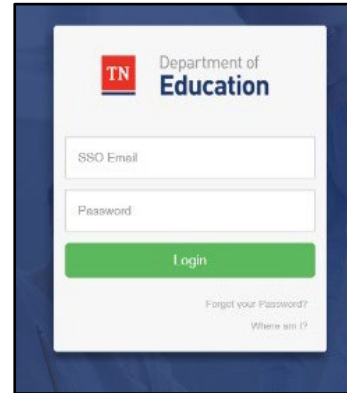 TN
Department of
Education
SSO Email
Password
Login
Forgot your Password?
Where am I?